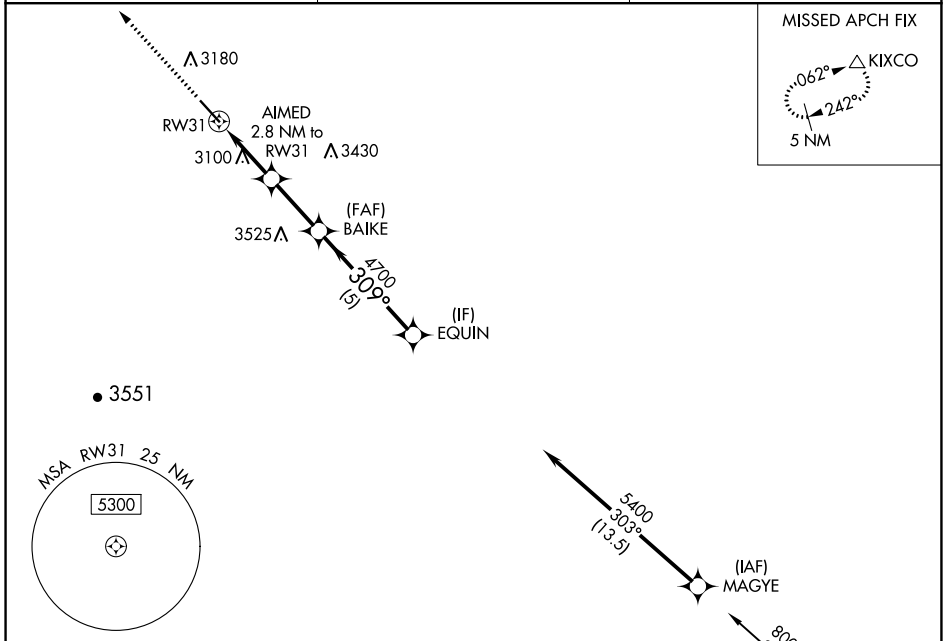 MISSED APCH FIX
KIXCO
062°
242°
5 NM
3180
RW31
AIMED
2.8 NM to
RW31
3100
3430
(FAF)
BAIKE
3525
4700
309°
(5)
(IF)
EQUIN
3551
MSA RW31 25 NM
5300
5400
303°
(13.5)
(IAF)
MAGYE